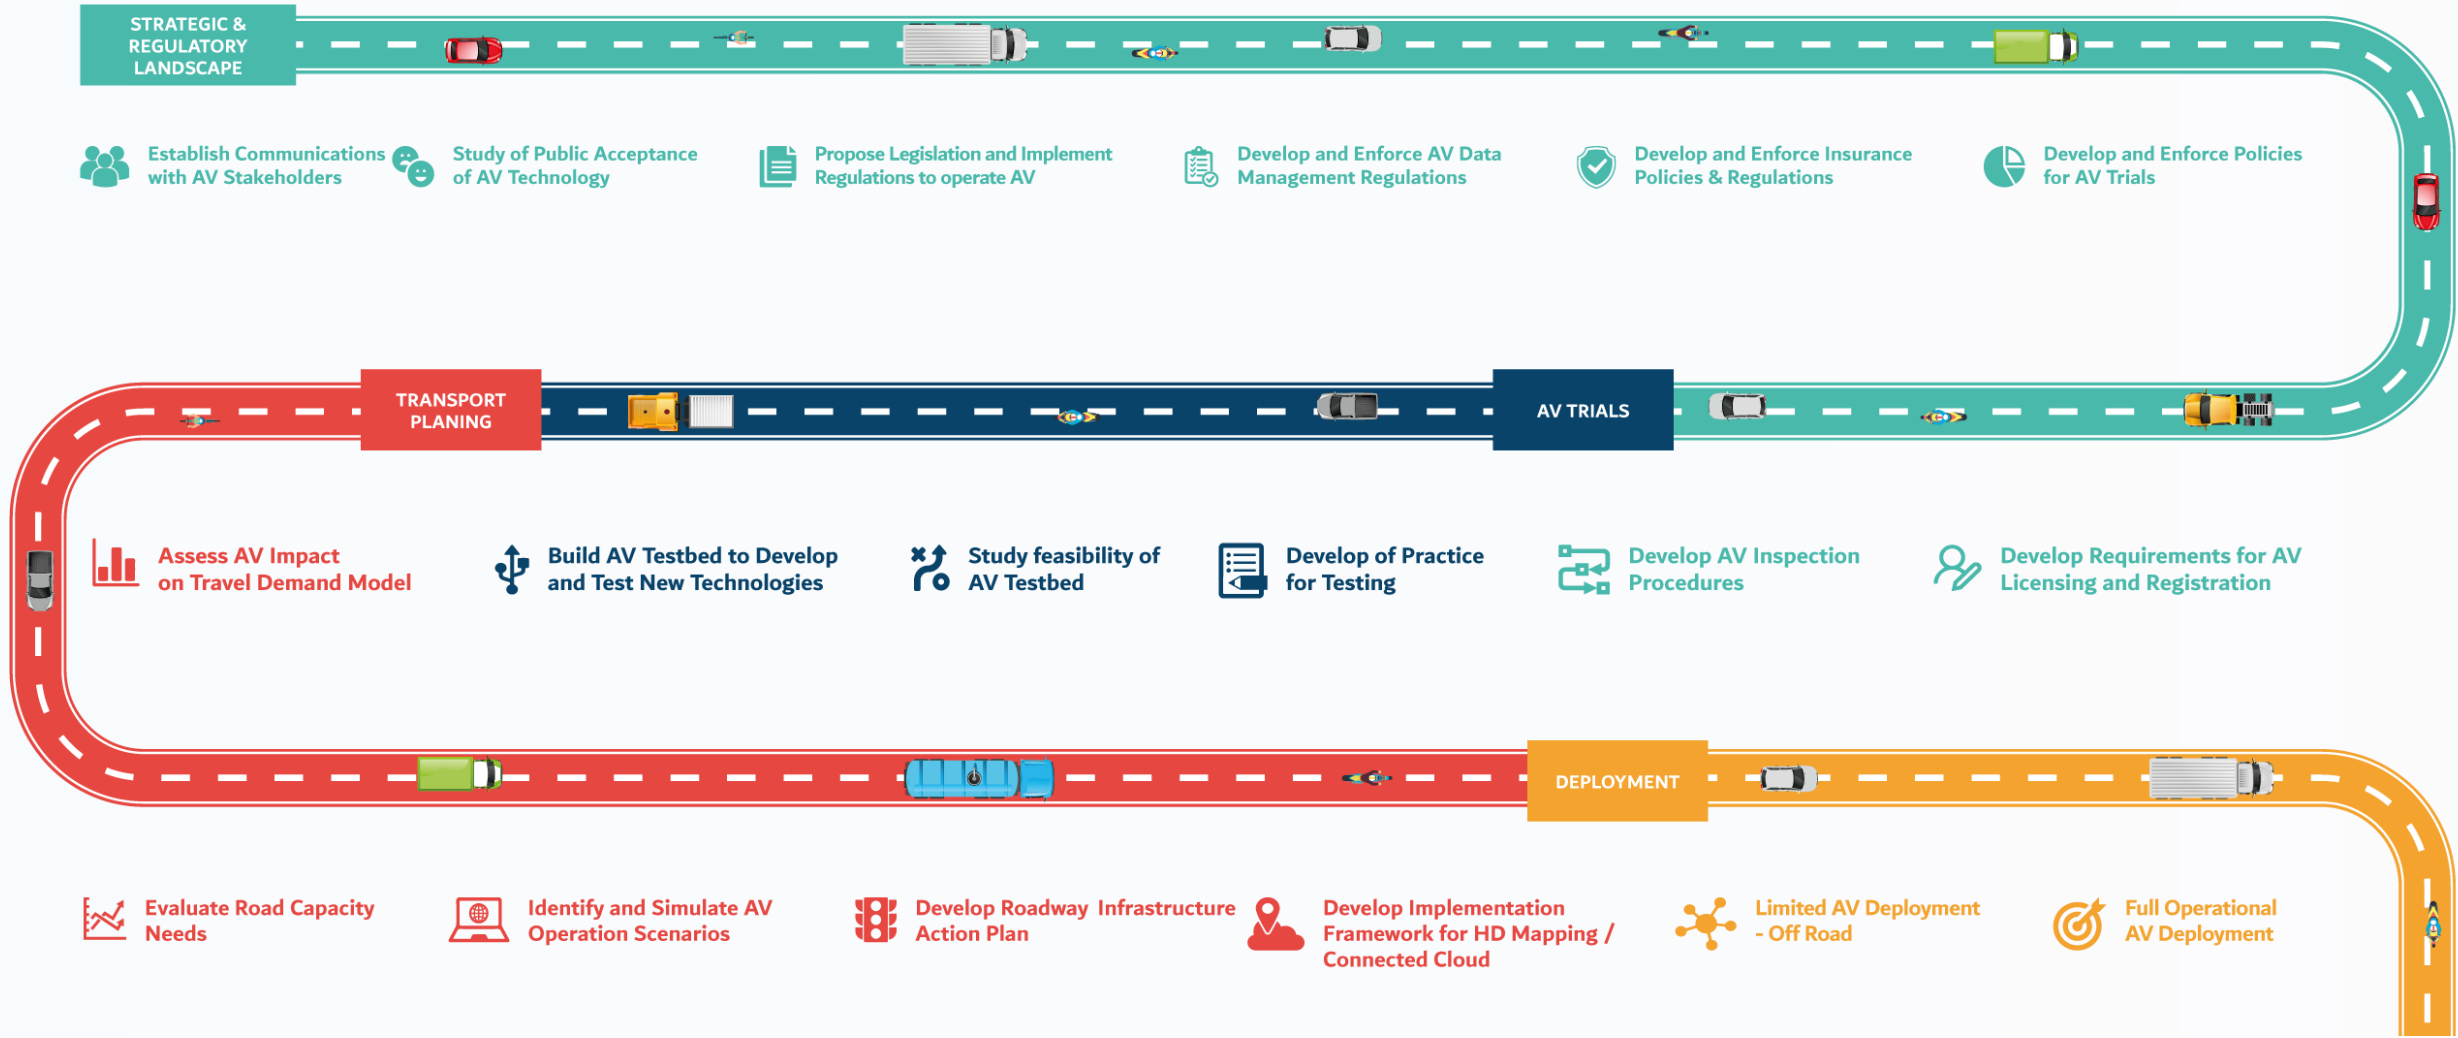 STRATEGIC &
REGULATORY
LANDSCAPE
Establish Communications
with AV Stakeholders
Study of Public Acceptance
of AV Technology
Propose Legislation and Implement
Regulations to operate AV
Develop and Enforce AV Data
Management Regulations
Develop and Enforce Insurance
Policies & Regulations
Develop and Enforce Policies
for AV Trials
TRANSPORT
PLANING
AV TRIALS
Assess AV Impact
on Travel Demand Model
Build AV Testbed to Develop
and Test New Technologies
Study feasibility of
AV Testbed
Develop of Practice
for Testing
Develop AV Inspection
Procedures
Develop Requirements for AV
Licensing and Registration
DEPLOYMENT
Evaluate Road Capacity
Needs
Identify and Simulate AV
Operation Scenarios
Develop Roadway Infrastructure
Action Plan
Develop Implementation
Framework for HD Mapping /
Connected Cloud
Limited AV Deployment
- Off Road
Full Operational
AV Deployment